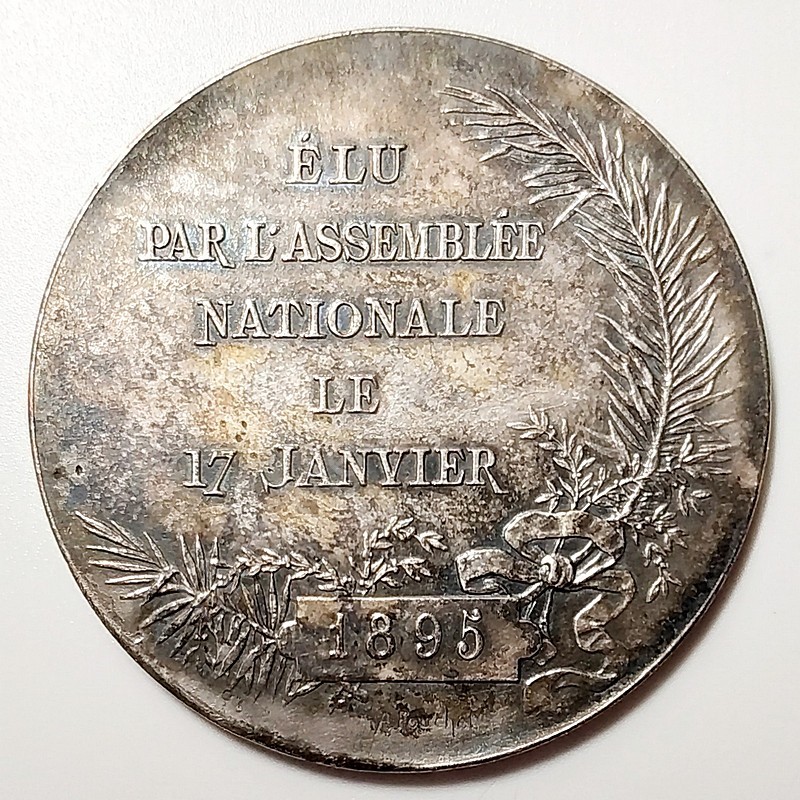 ÉLU
PAR L'ASSEMBLÉE
NATIONALE
LE
17 JANVIER
1895